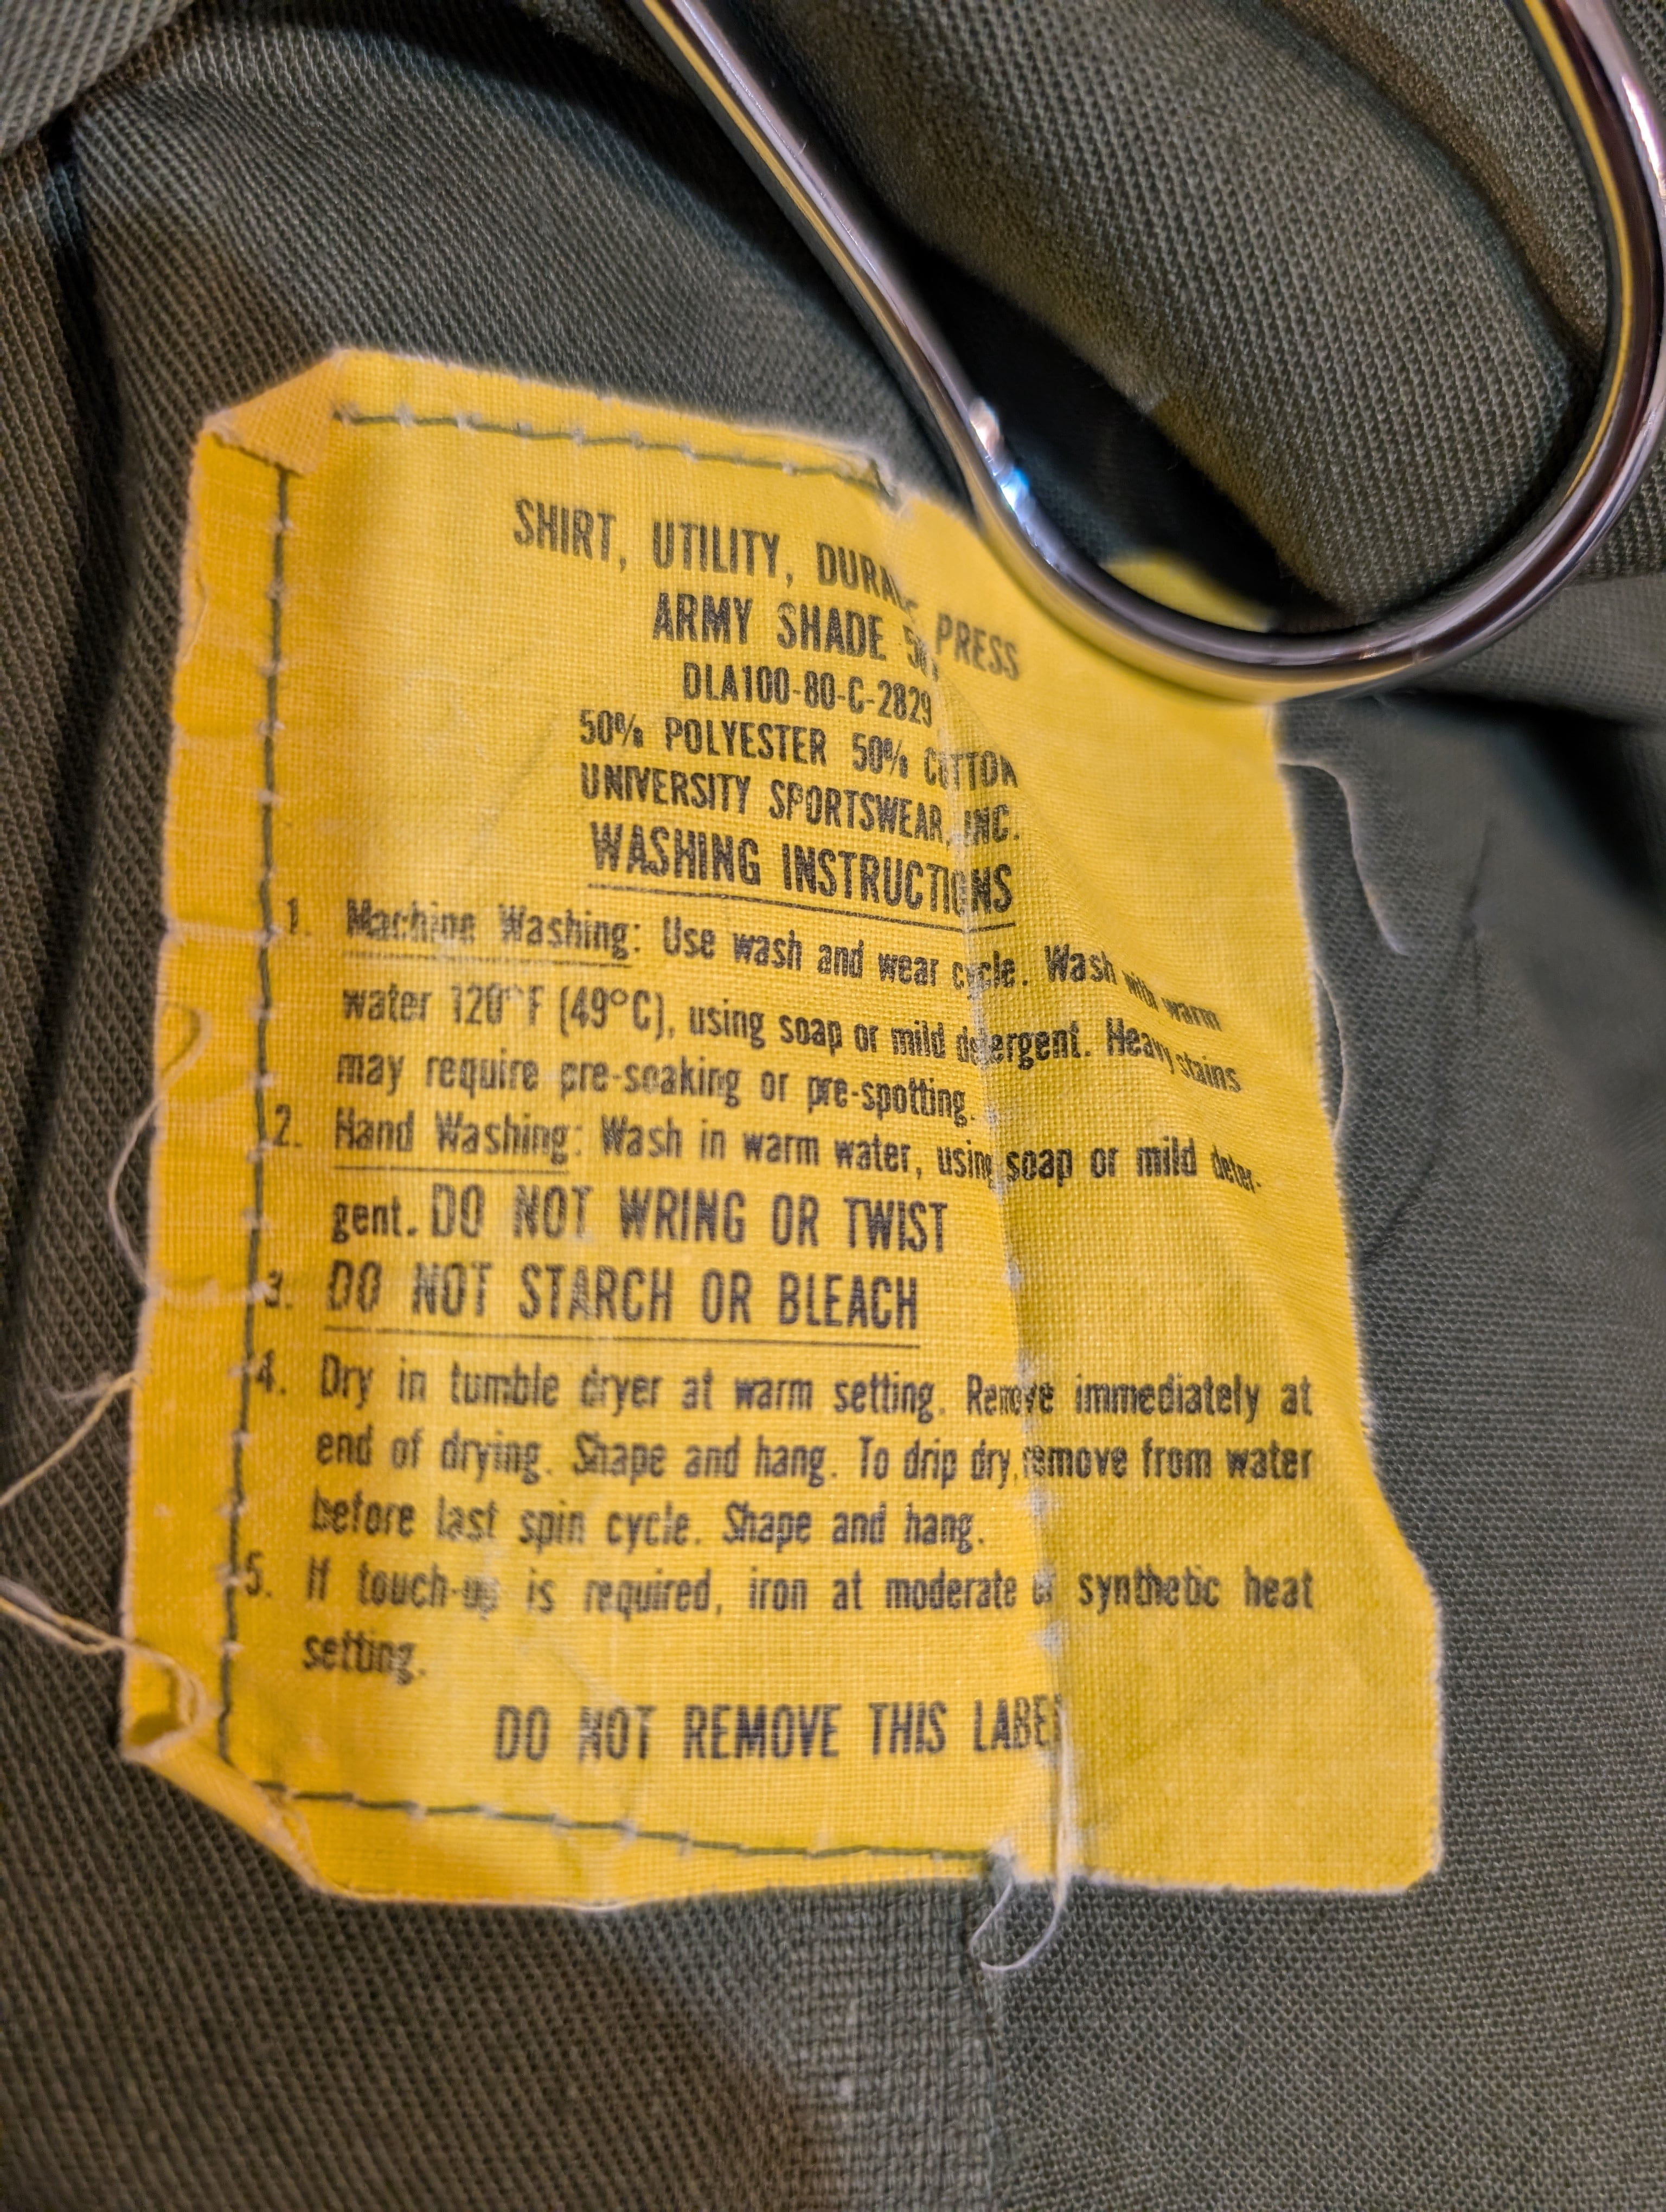 SHIRT, UTILITY, DURABLE PRESS
ARMY SHADE
DLA100-80-C-2829
50% POLYESTER 50% COTTON
UNIVERSITY SPORTSWEAR, INC.
WASHING INSTRUCTIONS
1. Machine Washing: Use wash and wear cycle. Wash with warm
water 120°F (49°C), using soap or mild detergent. Heavy stains
may require pre-soaking or pre-spotting.
2. Hand Washing: Wash in warm water, using soap or mild deter-
gent. DO NOT WRING OR TWIST
3. DO NOT STARCH OR BLEACH
4. Dry in tumble dryer at warm setting. Remove immediately at
end of drying. Shape and hang. To drip dry, remove from water
before last spin cycle. Shape and hang.
5. If touch-up is required, iron at moderate or synthetic heat
setting.
DO NOT REMOVE THIS LABEL